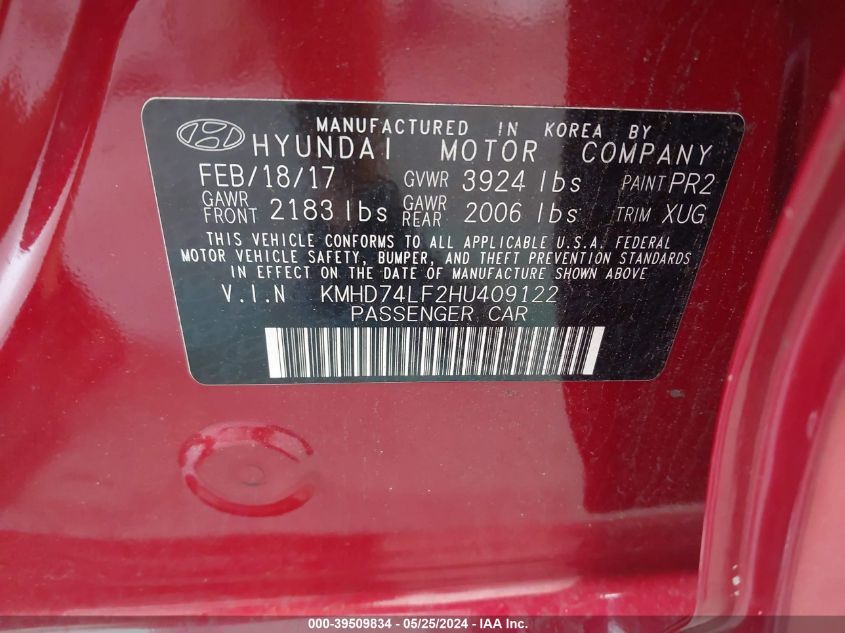 MANUFACTURED IN KOREA BY
HYUNDAI MOTOR COMPANY
FEB/18/17 GVWR 3924 lbs PAINT PR2
GAWR FRONT 2183 lbs GAWR REAR 2006 lbs TRIM XUG
THIS VEHICLE CONFORMS TO ALL APPLICABLE U.S.A. FEDERAL
MOTOR VEHICLE SAFETY, BUMPER, AND THEFT PREVENTION STANDARDS
IN EFFECT ON THE DATE OF MANUFACTURE SHOWN ABOVE
V.I.N KMHD74LF2HU409122
PASSENGER CAR
000-39509834 - 05/25/2024 - IAA Inc.